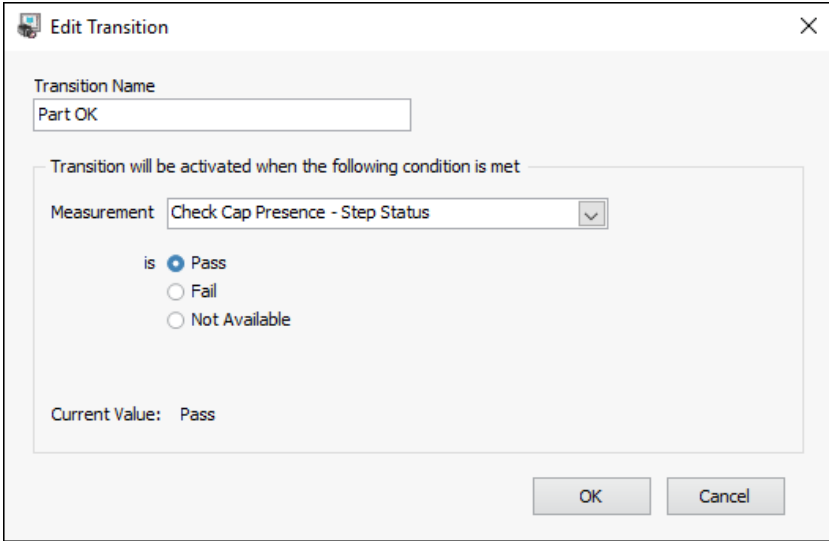 Edit Transition
Transition Name
Part OK
Transition will be activated when the following condition is met
Measurement Check Cap Presence - Step Status
is Pass
Fail
Not Available
Current Value: Pass
OK Cancel